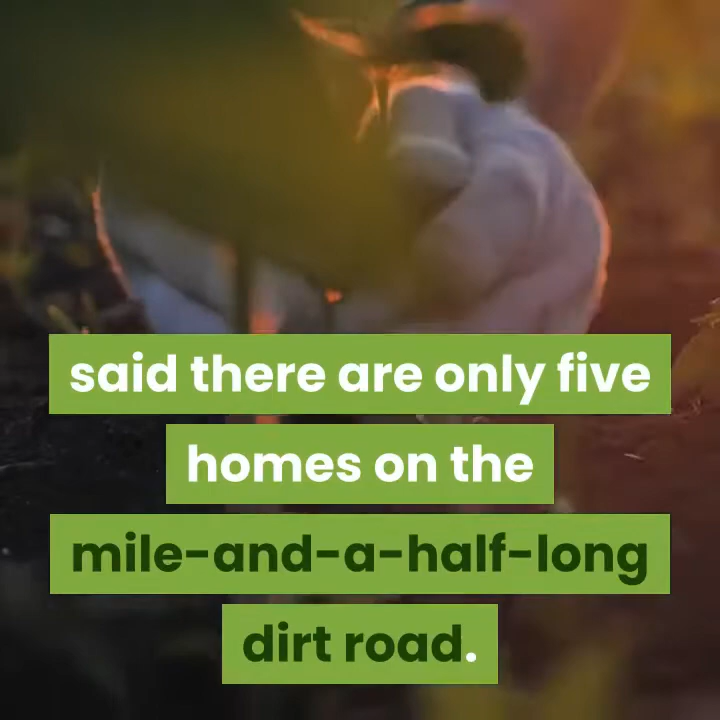 said there are only five
homes on the
mile-and-a-half-long
dirt road.